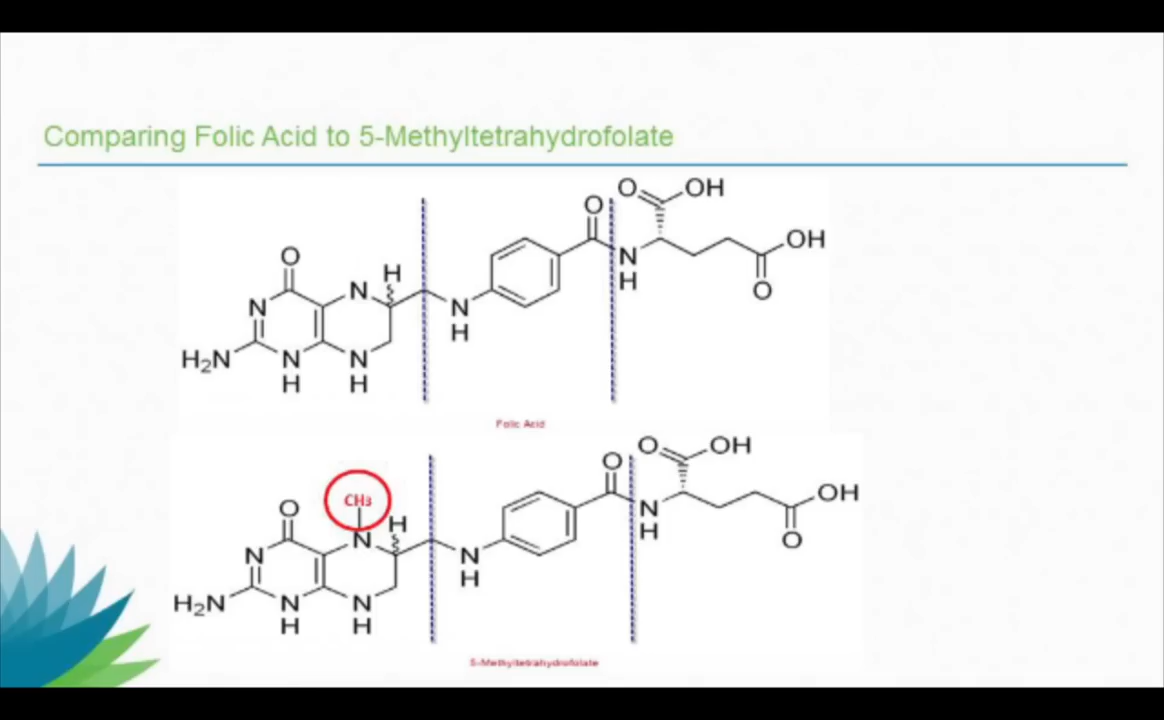 Comparing Folic Acid to 5-Methyltetrahydrofolate
O OH
O
OH
O H
N N N
H
N
H
O
H₂N N N
H H
Folic Acid
O OH
O
CH₃
OH
O H
N
H
N N N
H
O
H₂N N N
H H
5-Methyltetrahydrofolate